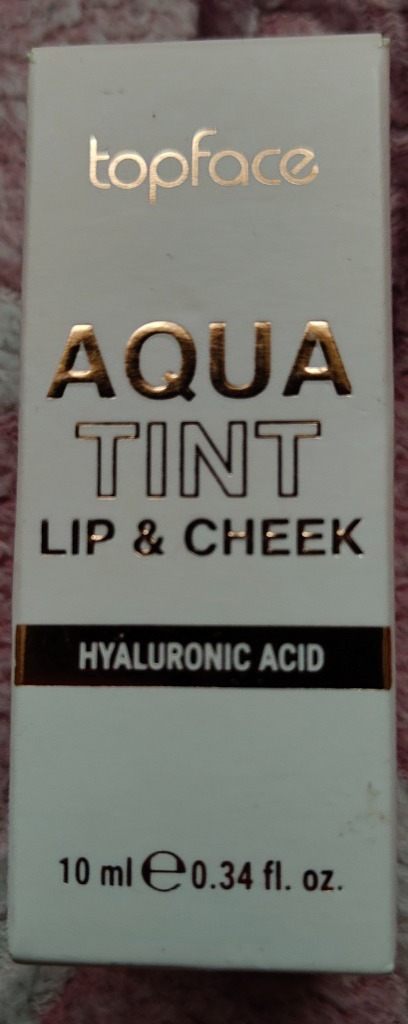 topface
AQUA
TINT
LIP & CHEEK
HYALURONIC ACID
10 ml ℮ 0.34 fl. oz.